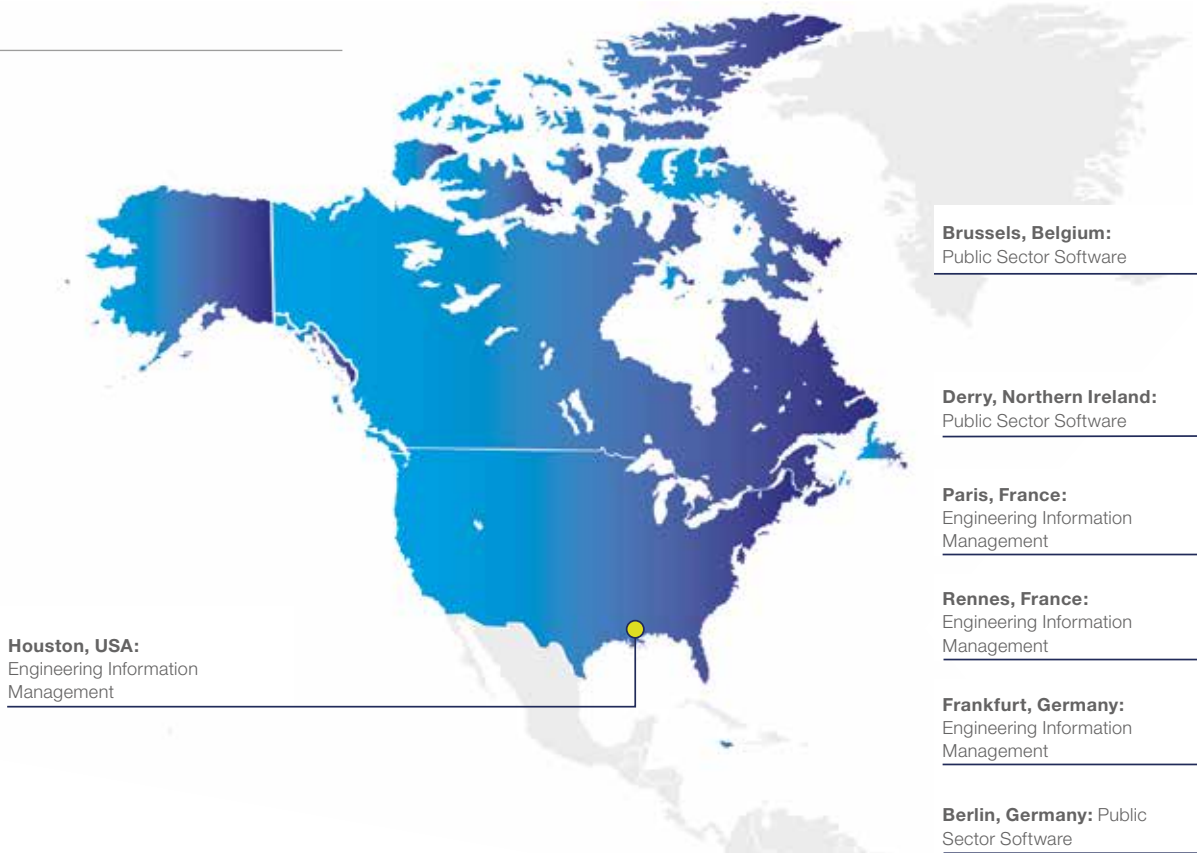 Brussels, Belgium:
Public Sector Software
Derry, Northern Ireland:
Public Sector Software
Paris, France:
Engineering Information
Management
Rennes, France:
Engineering Information
Management
Houston, USA:
Engineering Information
Management
Frankfurt, Germany:
Engineering Information
Management
Berlin, Germany: Public
Sector Software